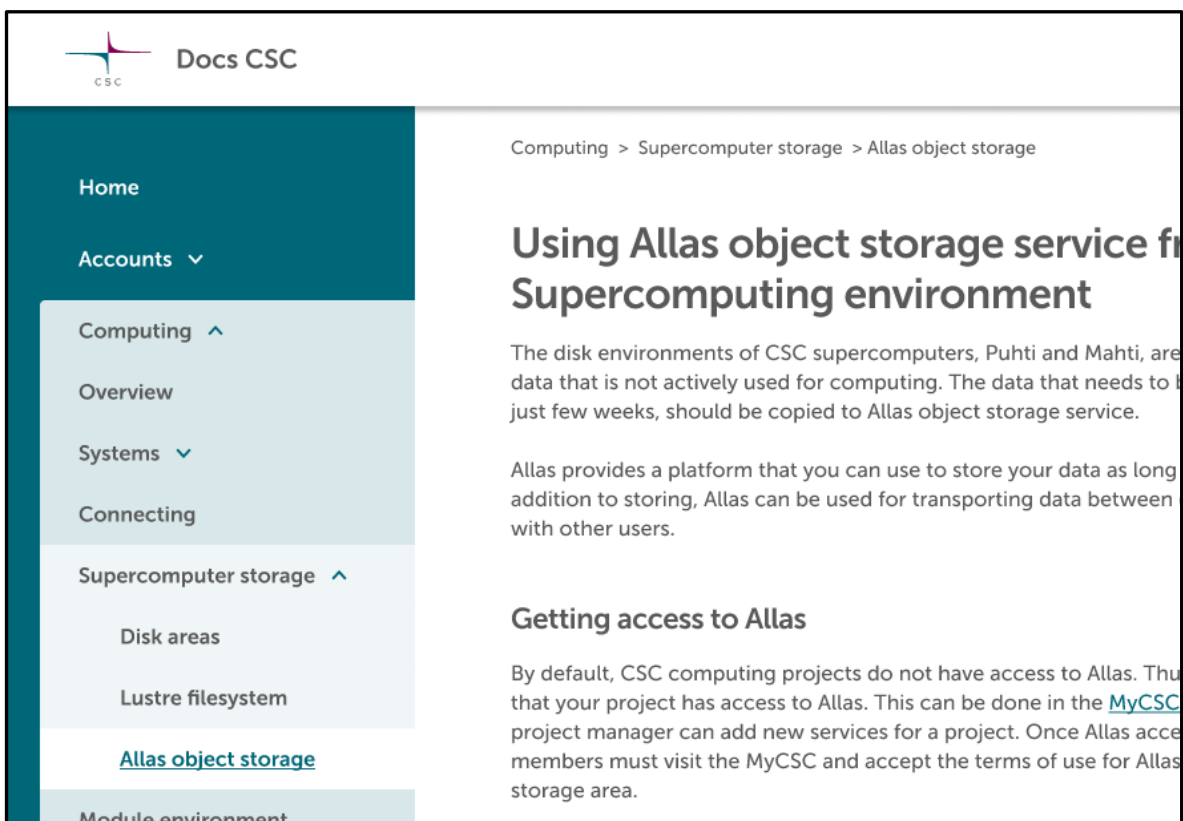 CSC
Docs CSC
Home
Accounts
Computing
Overview
Systems
Connecting
Supercomputer storage
Disk areas
Lustre filesystem
Allas object storage
Module environment
Computing > Supercomputer storage > Allas object storage
Using Allas object storage service
Supercomputing environment
The disk environments of CSC supercomputers, Puhti and Mahti, are
data that is not actively used for computing. The data that needs to
just few weeks, should be copied to Allas object storage service.
Allas provides a platform that you can use to store your data as long
addition to storing, Allas can be used for transporting data between
with other users.
Getting access to Allas
By default, CSC computing projects do not have access to Allas. Thu
that your project has access to Allas. This can be done in the MyCSC
project manager can add new services for a project. Once Allas acce
members must visit the MyCSC and accept the terms of use for Allas
storage area.